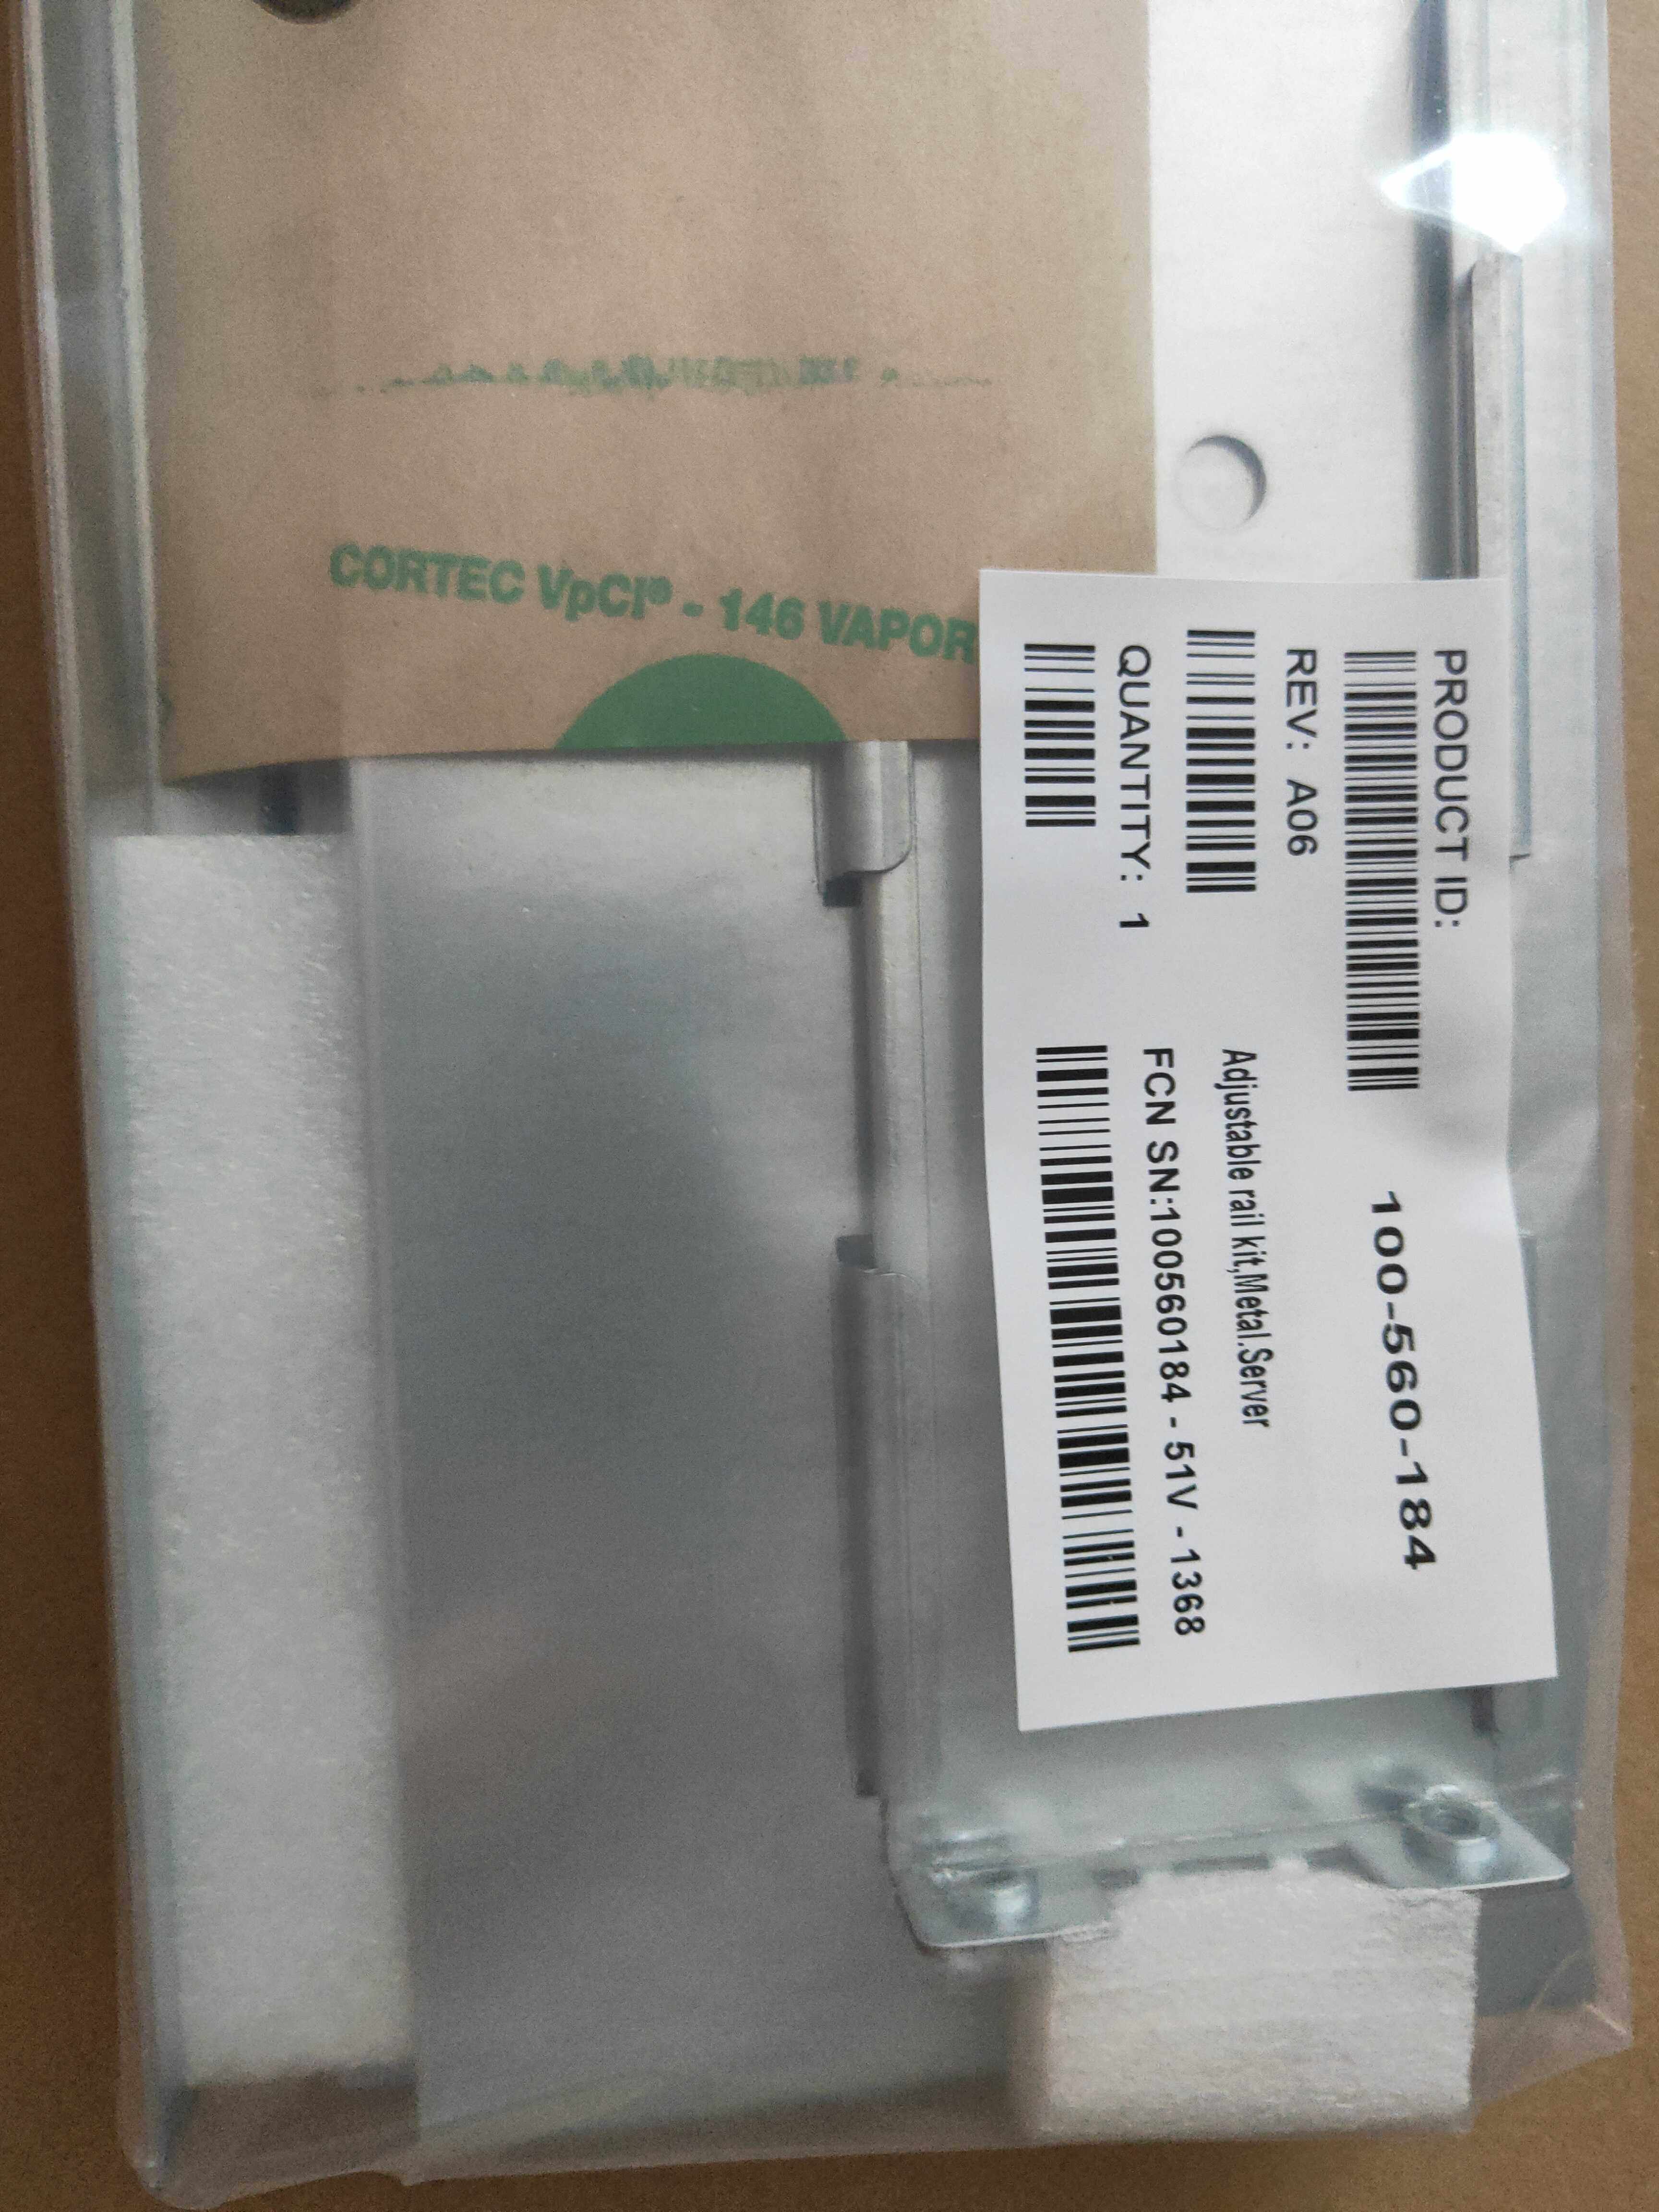 CORTEC VpCI® - 146 VAPOR
PRODUCT ID: 100-560-184
REV: A06
Adjustable rail kit,Metal.Server
QUANTITY: 1
FCN SN:100560184 - 51V - 1368